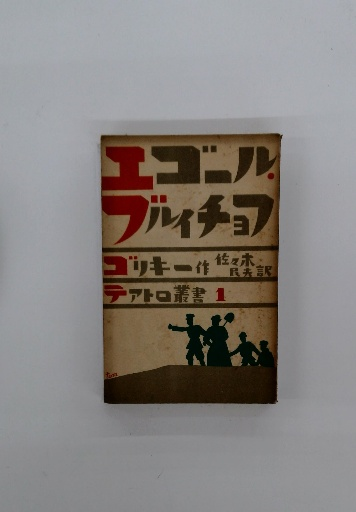 エゴール・
ブルイチョフ
ゴリキー作 佐々木
民夫訳
テアトロ叢書 1